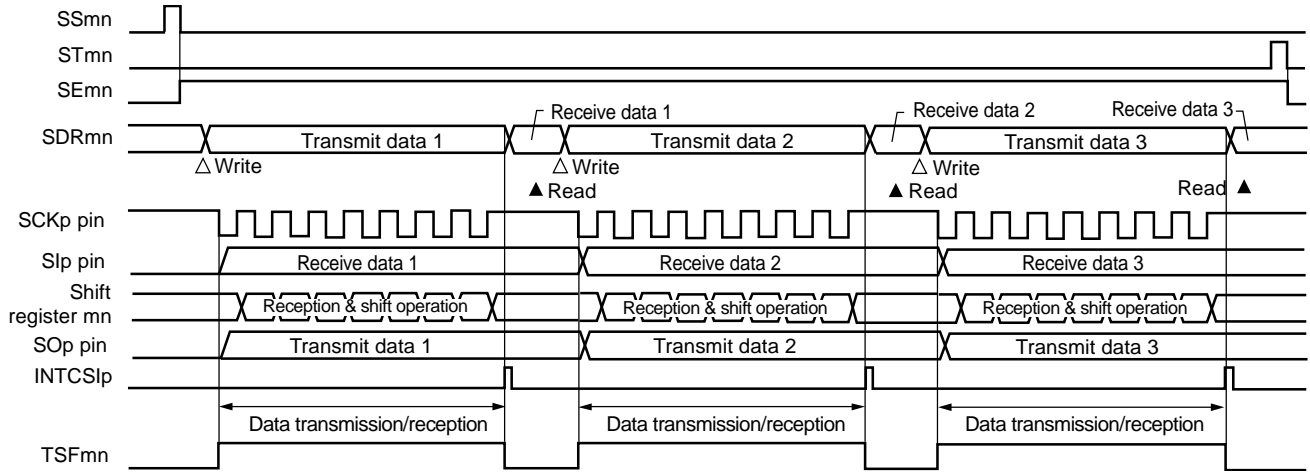 SSmn
STmn
SEmn
Receive data 1
Receive data 2
Receive data 3
SDRmn
Transmit data 1
Transmit data 2
Transmit data 3
△ Write
△ Write
△ Write
▲ Read
▲ Read
Read ▲
SCKp pin
SIp pin
Receive data 1
Receive data 2
Receive data 3
Shift
register mn
Reception & shift operation
Reception & shift operation
Reception & shift operation
SOp pin
Transmit data 1
Transmit data 2
Transmit data 3
INTCSIp
Data transmission/reception
Data transmission/reception
Data transmission/reception
TSFmn